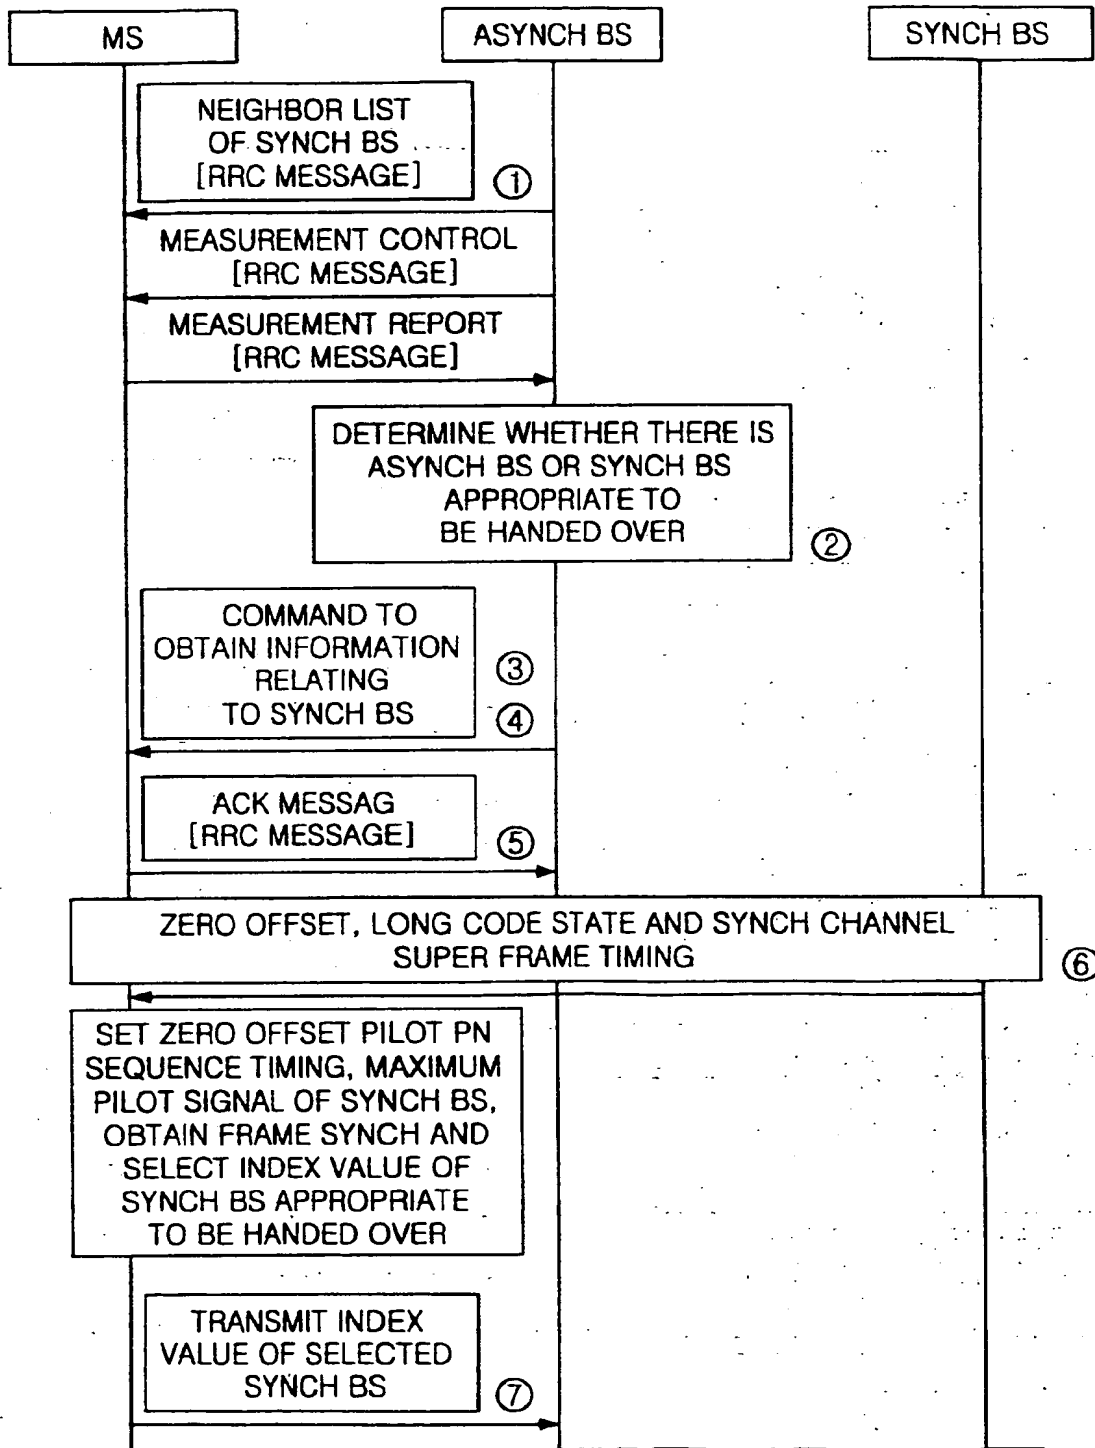 MS
ASYNCH BS
SYNCH BS
NEIGHBOR LIST
OF SYNCH BS
[RRC MESSAGE]
①
MEASUREMENT CONTROL
[RRC MESSAGE]
MEASUREMENT REPORT
[RRC MESSAGE]
DETERMINE WHETHER THERE IS
ASYNCH BS OR SYNCH BS
APPROPRIATE TO
BE HANDED OVER
②
COMMAND TO
OBTAIN INFORMATION
RELATING
TO SYNCH BS
③
④
ACK MESSAG
[RRC MESSAGE]
⑤
ZERO OFFSET, LONG CODE STATE AND SYNCH CHANNEL
SUPER FRAME TIMING
⑥
SET ZERO OFFSET PILOT PN
SEQUENCE TIMING, MAXIMUM
PILOT SIGNAL OF SYNCH BS,
OBTAIN FRAME SYNCH AND
SELECT INDEX VALUE OF
SYNCH BS APPROPRIATE
TO BE HANDED OVER
TRANSMIT INDEX
VALUE OF SELECTED
SYNCH BS
⑦